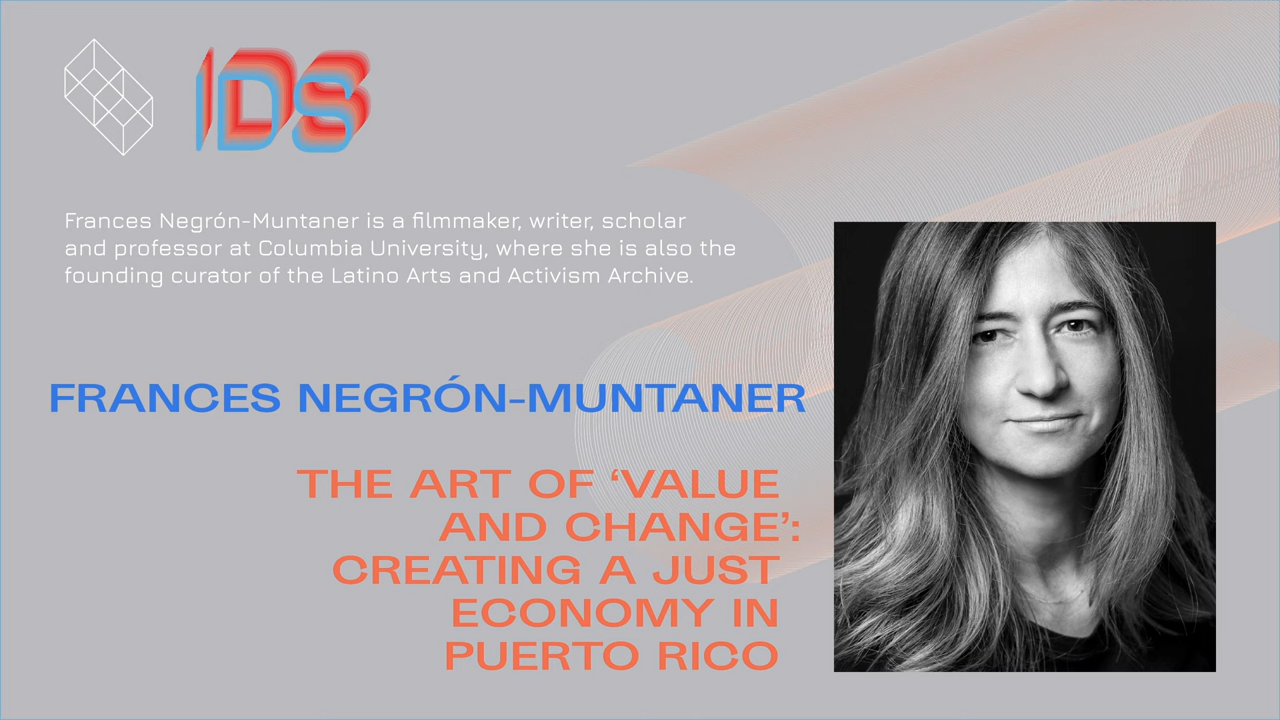 IDS
Frances Negrón-Muntaner is a filmmaker, writer, scholar
and professor at Columbia University, where she is also the
founding curator of the Latino Arts and Activism Archive.
FRANCES NEGRÓN-MUNTANER
THE ART OF ‘VALUE
AND CHANGE’:
CREATING A JUST
ECONOMY IN
PUERTO RICO